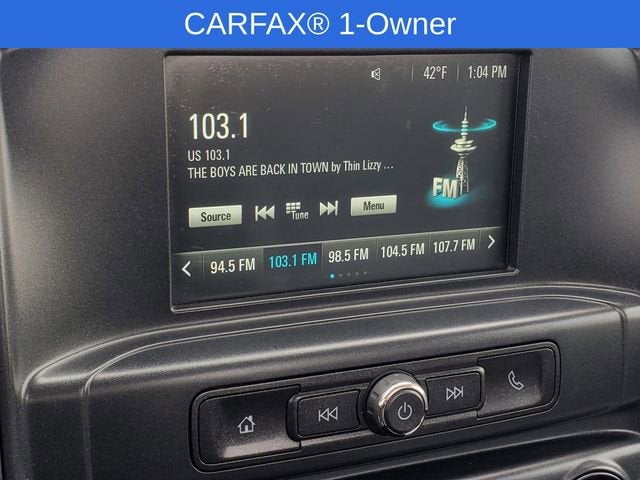 CARFAX® 1-Owner
42°F 1:04 PM
103.1
US 103.1
THE BOYS ARE BACK IN TOWN by Thin Lizzy ...
FM
Source Tune Menu
94.5 FM 103.1 FM 98.5 FM 104.5 FM 107.7 FM